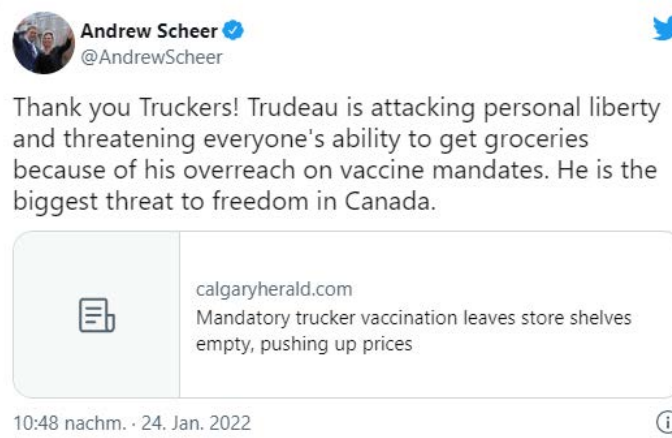 Andrew Scheer
@AndrewScheer
Thank you Truckers! Trudeau is attacking personal liberty
and threatening everyone's ability to get groceries
because of his overreach on vaccine mandates. He is the
biggest threat to freedom in Canada.
calgaryherald.com
Mandatory trucker vaccination leaves store shelves
empty, pushing up prices
10:48 nachm. · 24. Jan. 2022